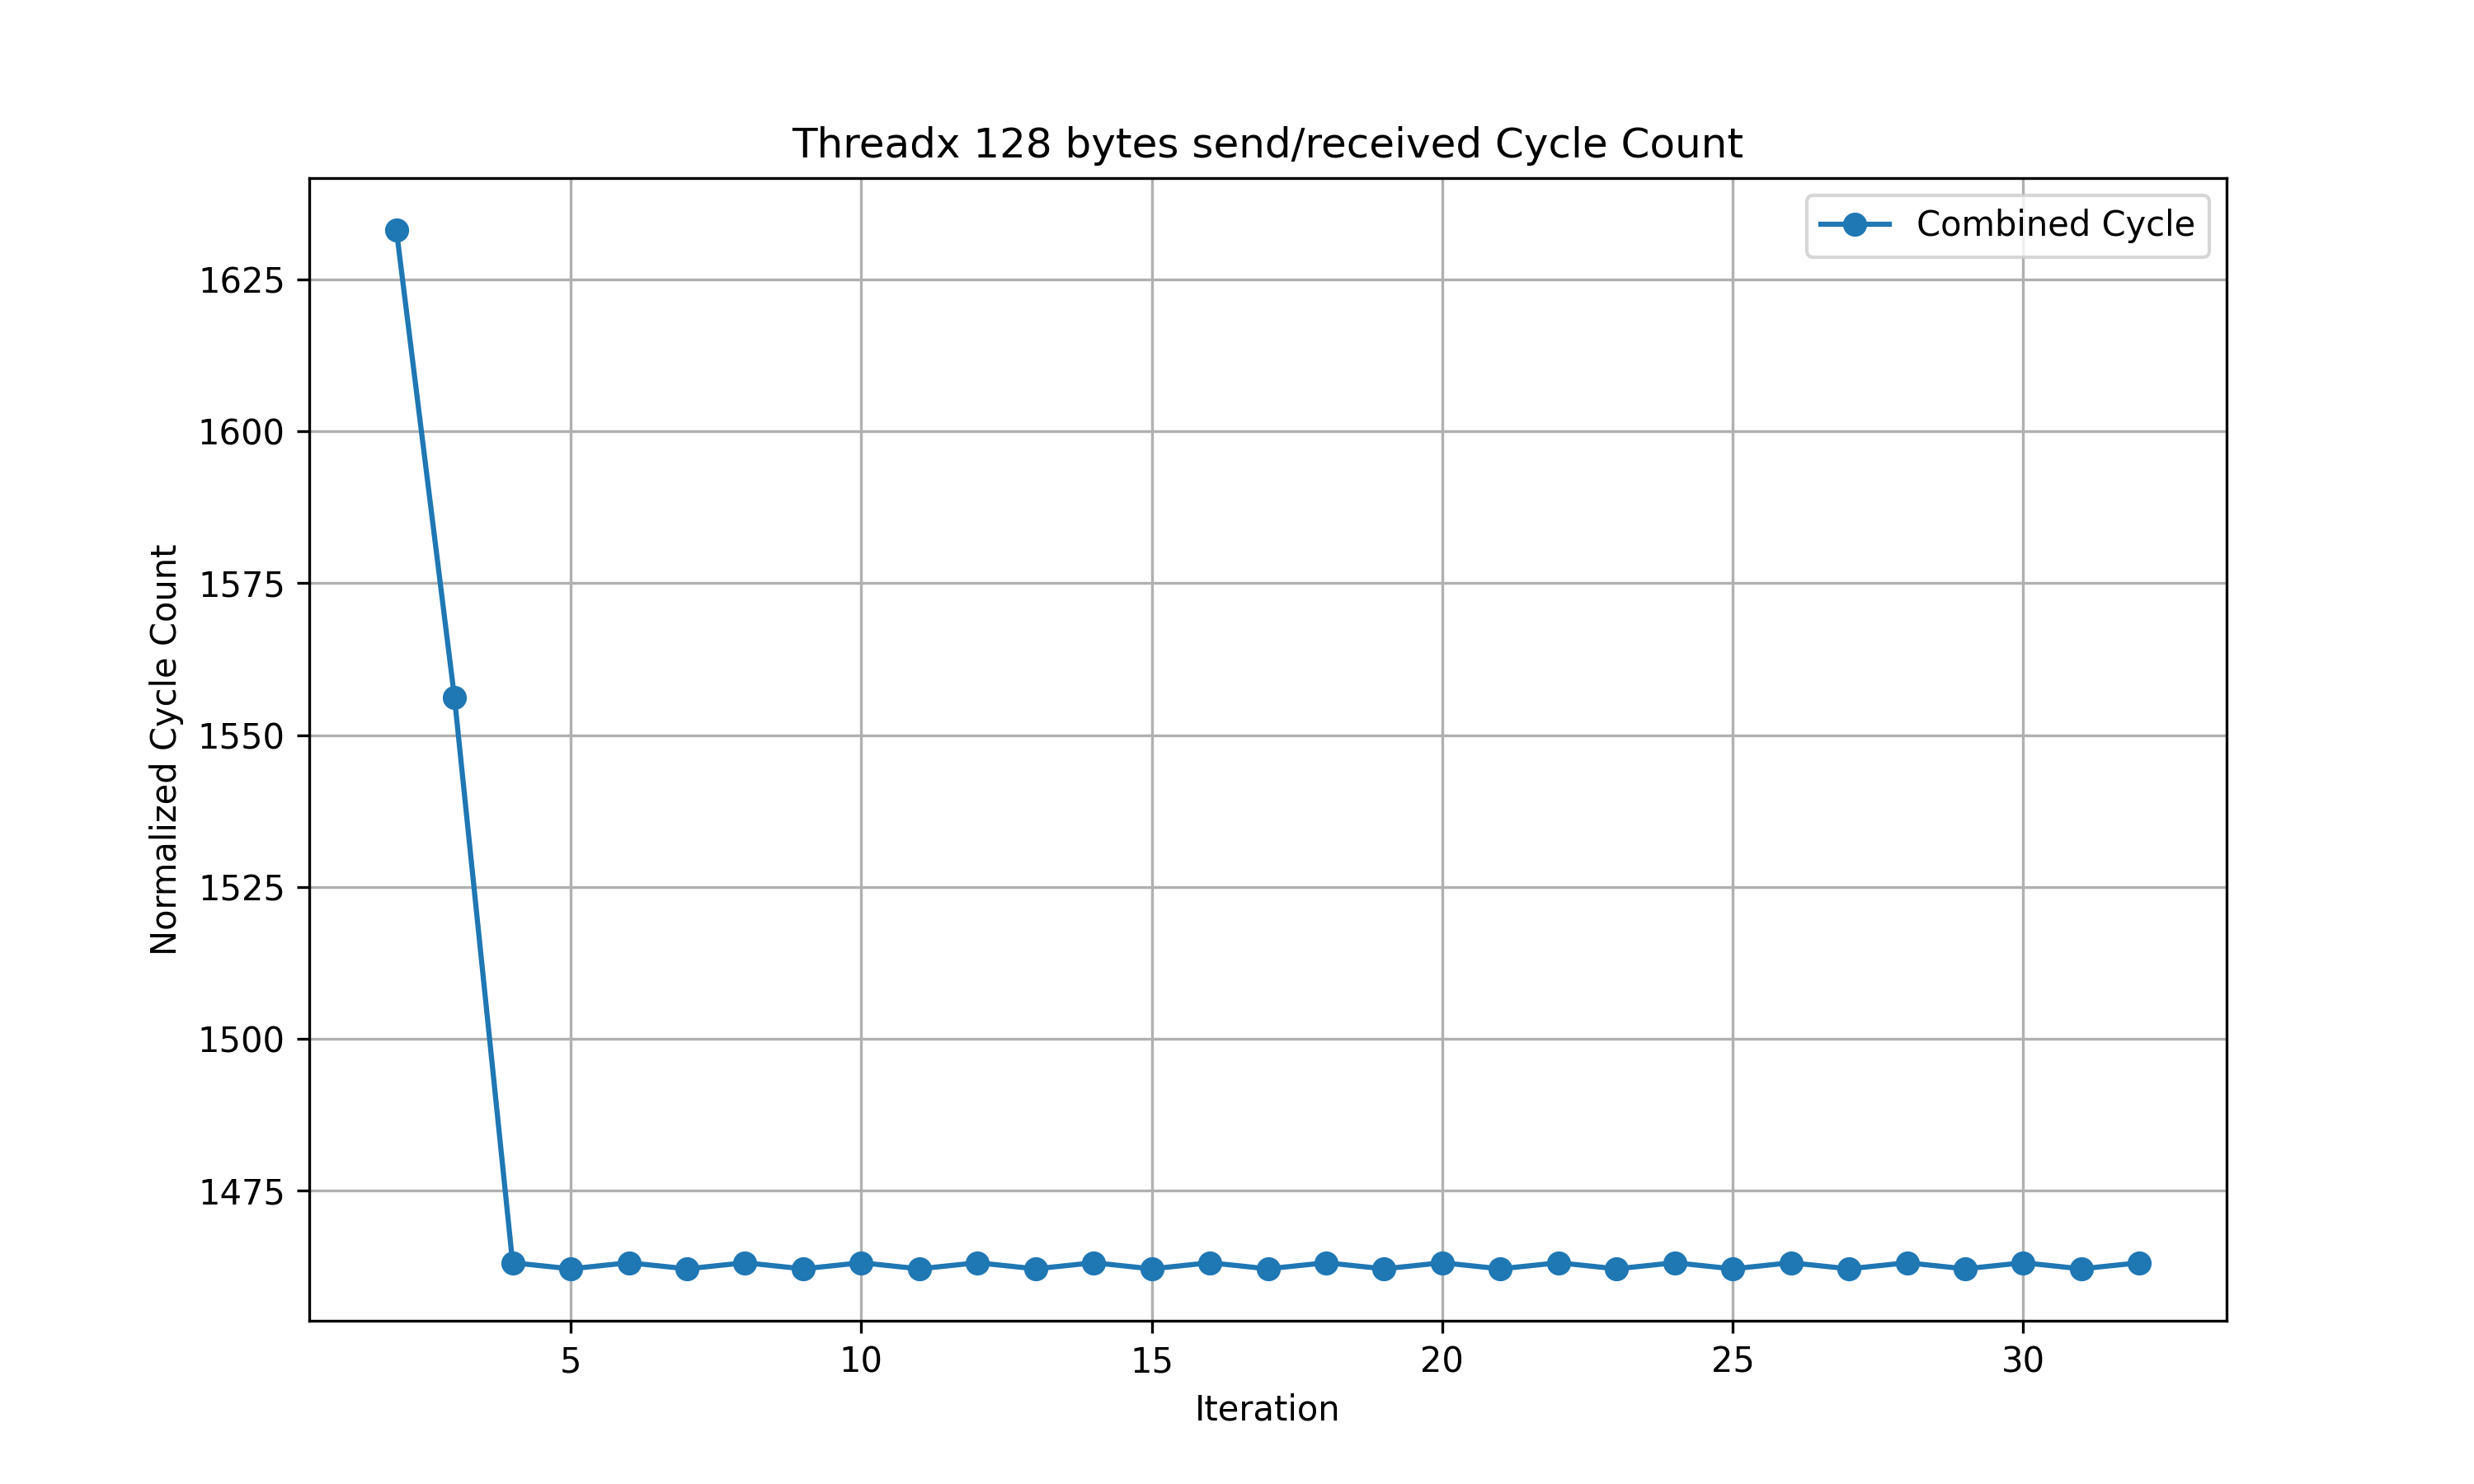 Threadx 128 bytes send/received Cycle Count
Combined Cycle
Normalized Cycle Count
1625
1600
1575
1550
1525
1500
1475
5 10 15 20 25 30
Iteration